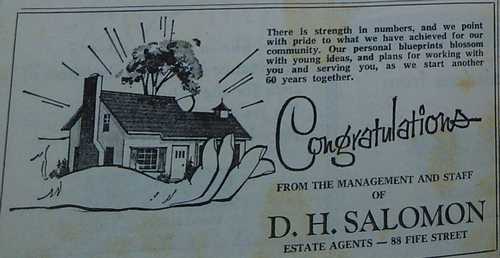 There is strength in numbers, and we point
with pride to what we have achieved for our
community. Our personal blueprints blossom
with young ideas, and plans for working with
you and serving you, as we start another
60 years together.
Congratulations
FROM THE MANAGEMENT AND STAFF
OF
D. H. SALOMON
ESTATE AGENTS — 88 FIFE STREET